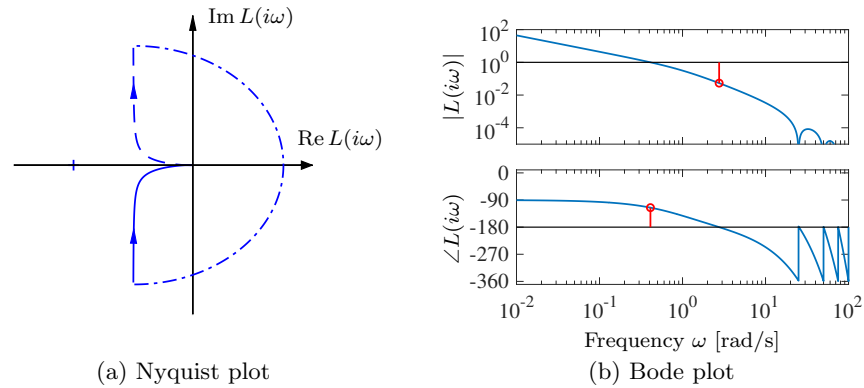 Im L(iω)
Re L(iω)
(a) Nyquist plot
|L(iω)|
10^2
10^0
10^-2
10^-4
∠L(iω)
0
-90
-180
-270
-360
10^-2
10^-1
10^0
10^1
10^2
Frequency ω [rad/s]
(b) Bode plot